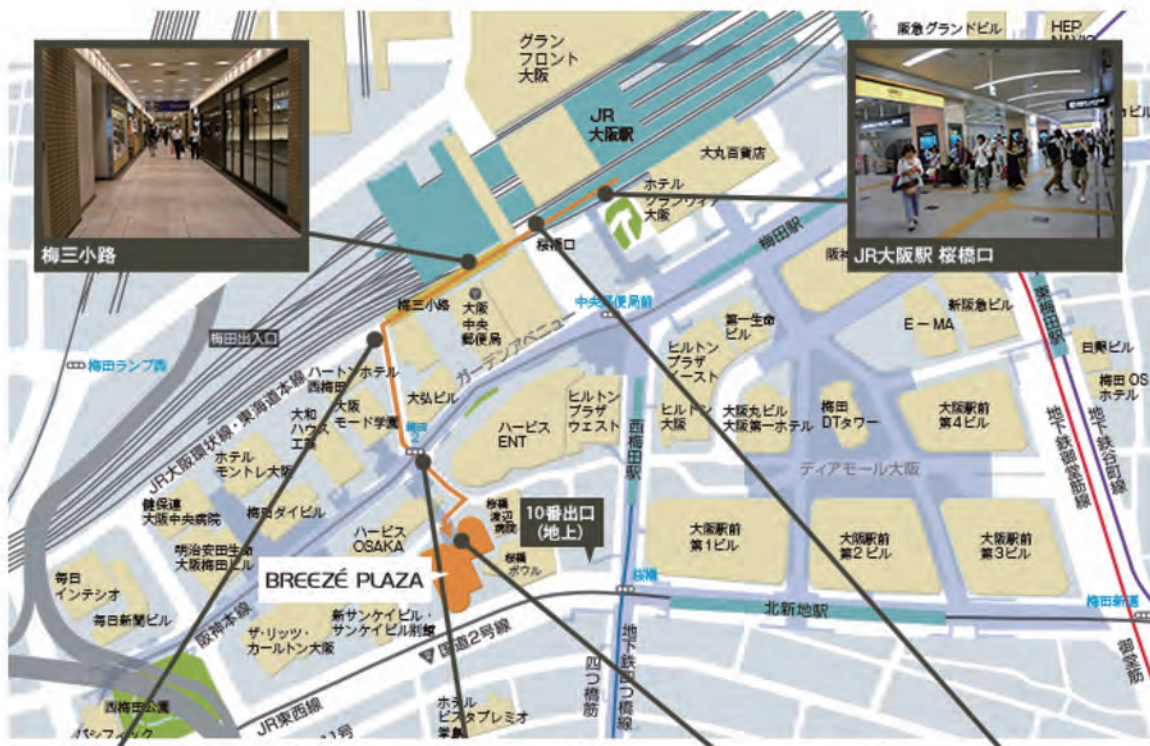 阪急グランドビル
HEP
グラン
フロント
大阪
JR
大阪駅
大丸百貨店
ホテル
グランヴィア
大阪
梅三小路
JR大阪駅 桜橋口
桜橋口
梅田駅
梅三小路
大阪
中央
郵便局
中央郵便局前
ガーデンアベニュー
第一生命
ビル
新阪急ビル
E-MA
東梅田駅
梅田出入口
梅田ランプ西
ハートンホテル
西梅田
大弘ビル
ヒルトン
プラザ
イースト
梅田 OS
ホテル
JR大阪環状線・東海道本線
大和
ハウス
工業
大阪
モード学園
ハービス
ENT
ヒルトン
プラザ
ウェスト
ヒルトン
大阪
大阪丸ビル
大阪第一ホテル
梅田
DTタワー
大阪駅前
第4ビル
地下鉄御堂筋線
地下鉄谷町線
梅田
2
西梅田駅
ホテル
モントレ大阪
ディアモール大阪
健保連
大阪中央病院
梅田ダイビル
ハービス
OSAKA
桜橋
渡辺
病院
10番出口
(地上)
大阪駅前
第1ビル
大阪駅前
第2ビル
大阪駅前
第3ビル
明治安田生命
大阪梅田ビル
桜橋
ボウル
毎日
インテシオ
BREEZÉ PLAZA
桜橋
毎日新聞ビル
阪神本線
新サンケイビル・
サンケイビル別館
北新地駅
梅田新道
ザ・リッツ・
カールトン大阪
国道2号線
地下鉄四つ橋線
四つ橋筋
御堂筋
西梅田公園
JR東西線
ホテル
ビスタプレミオ
堂島
パシフィック